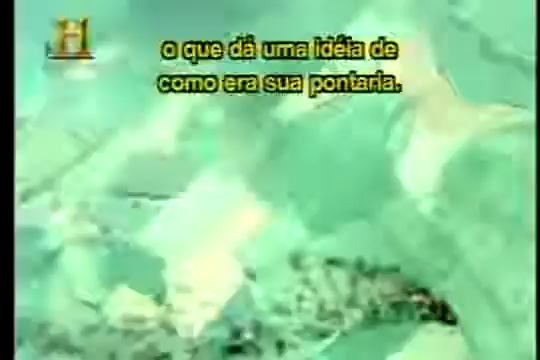 H
o que dá uma idéia de
como era sua pontaria.